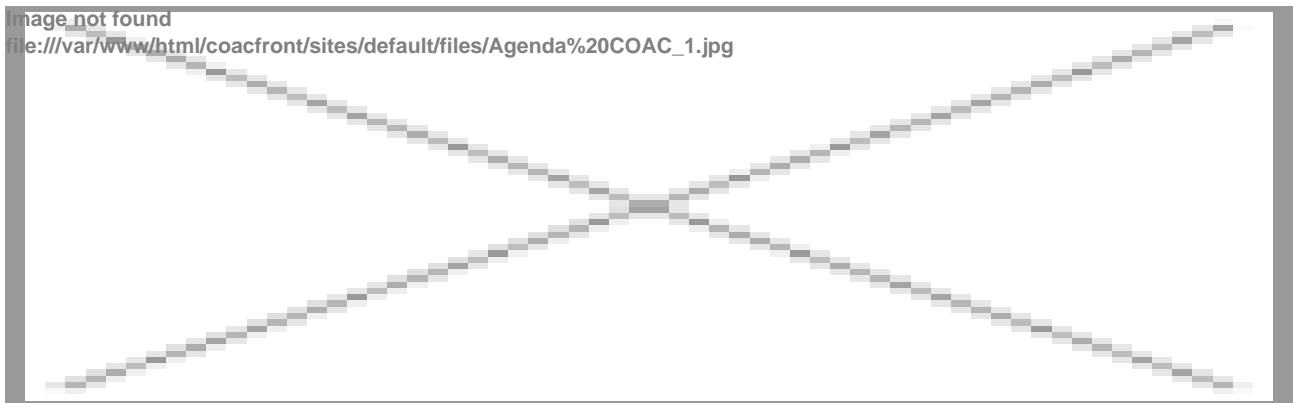 Image not found
file:///var/www/html/coacfront/sites/default/files/Agenda%20COAC_1.jpg